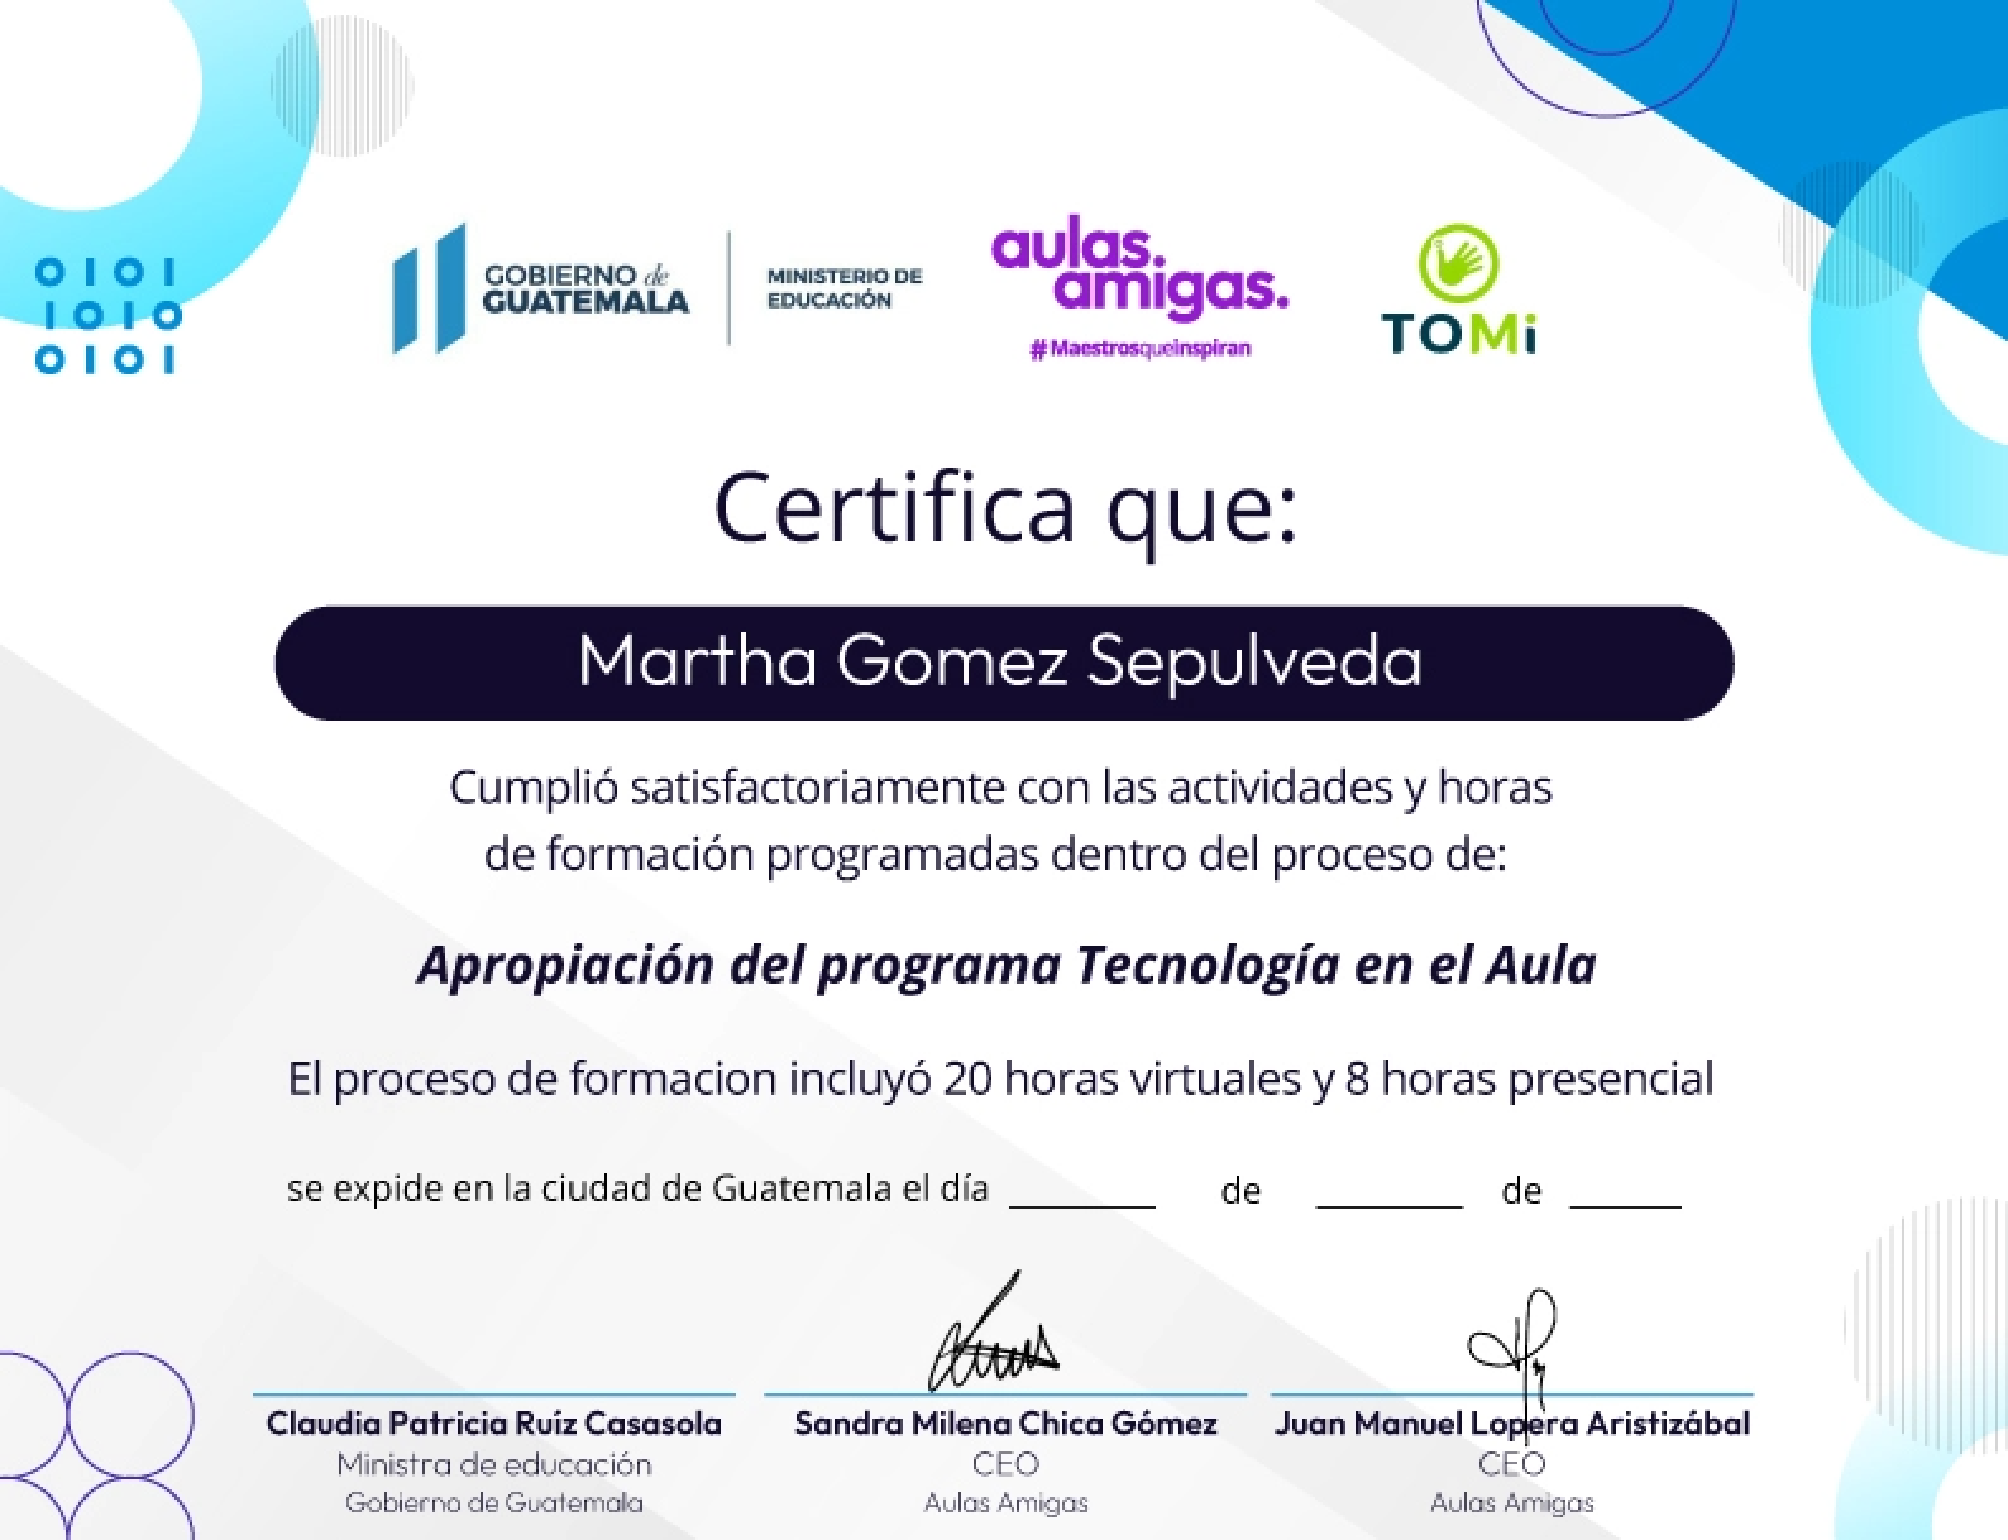 0101
1010
0101
GOBIERNO de
GUATEMALA
MINISTERIO DE
EDUCACIÓN
aulas.
amigas.
#Maestrosqueinspiran
TOMi
Certifica que:
Martha Gomez Sepulveda
Cumplió satisfactoriamente con las actividades y horas
de formación programadas dentro del proceso de:
Apropiación del programa Tecnología en el Aula
El proceso de formacion incluyó 20 horas virtuales y 8 horas presencial
se expide en la ciudad de Guatemala el día ______ de ______ de _____
Claudia Patricia Ruíz Casasola
Ministra de educación
Gobierno de Guatemala
Sandra Milena Chica Gómez
CEO
Aulas Amigas
Juan Manuel Lopera Aristizábal
CEO
Aulas Amigas